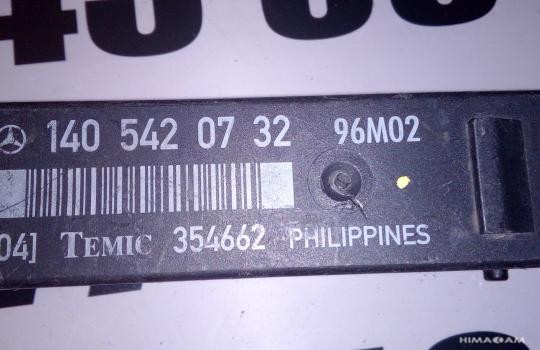 140 542 07 32 96M02
04] TEMIC 354662 PHILIPPINES
HIMACAM